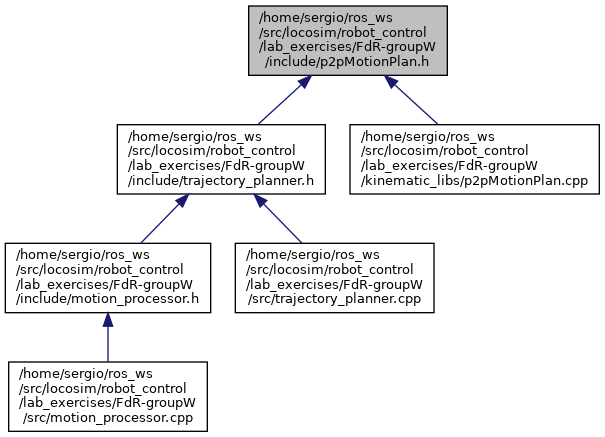 /home/sergio/ros_ws
/src/locosim/robot_control
/lab_exercises/FdR-groupW
/include/p2pMotionPlan.h
/home/sergio/ros_ws
/src/locosim/robot_control
/lab_exercises/FdR-groupW
/include/trajectory_planner.h
/home/sergio/ros_ws
/src/locosim/robot_control
/lab_exercises/FdR-groupW
/kinematic_libs/p2pMotionPlan.cpp
/home/sergio/ros_ws
/src/locosim/robot_control
/lab_exercises/FdR-groupW
/include/motion_processor.h
/home/sergio/ros_ws
/src/locosim/robot_control
/lab_exercises/FdR-groupW
/src/trajectory_planner.cpp
/home/sergio/ros_ws
/src/locosim/robot_control
/lab_exercises/FdR-groupW
/src/motion_processor.cpp